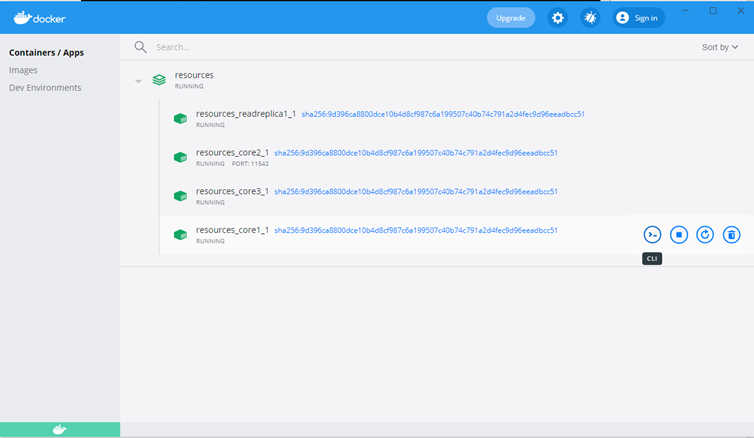 docker
Upgrade
Sign in
Containers / Apps
Images
Dev Environments
Search...
Sort by
resources
RUNNING
resources_readreplica1_1 sha256:9d396ca8800dce10b4d8cf987c6a199507c40b74c791a2d4fec9d96eeadbcc51
RUNNING
resources_core2_1 sha256:9d396ca8800dce10b4d8cf987c6a199507c40b74c791a2d4fec9d96eeadbcc51
RUNNING PORT: 11542
resources_core3_1 sha256:9d396ca8800dce10b4d8cf987c6a199507c40b74c791a2d4fec9d96eeadbcc51
RUNNING
resources_core1_1 sha256:9d396ca8800dce10b4d8cf987c6a199507c40b74c791a2d4fec9d96eeadbcc51
RUNNING
CLI